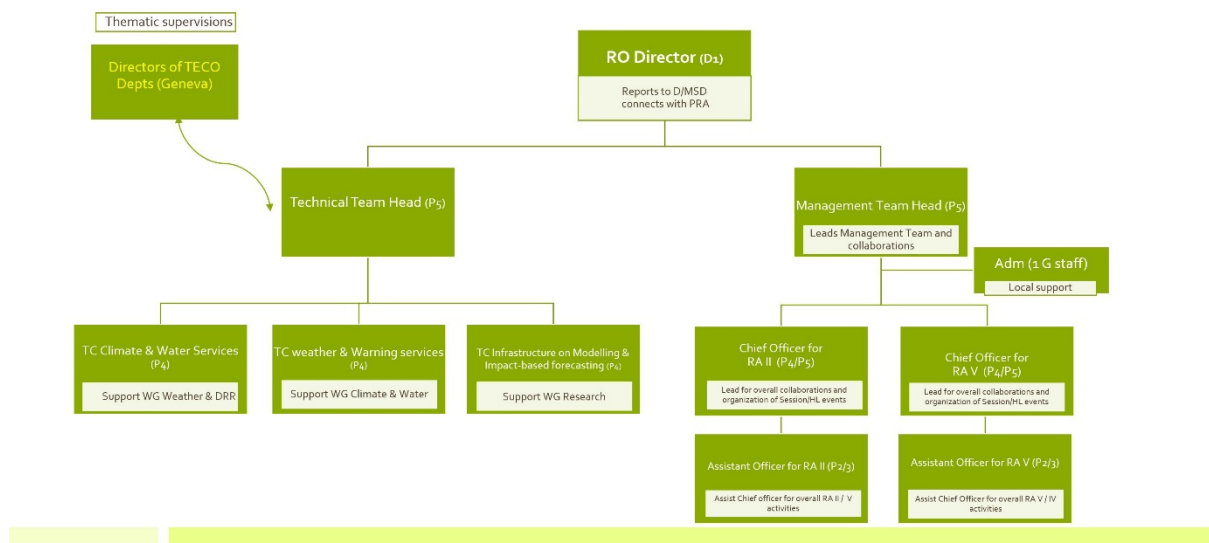 Thematic supervisions
Directors of TECO
Depts (Geneva)
RO Director (D1)
Reports to D/MSD
connects with PRA
Technical Team Head (P5)
Management Team Head (P5)
Leads Management Team and
collaborations
Adm (1 G staff)
Local support
TC Climate & Water Services
(P4)
Support WG Weather & DRR
TC weather & Warning services
(P4)
Support WG Climate & Water
TC Infrastructure on Modelling &
Impact-based forecasting (P4)
Support WG Research
Chief Officer for
RA II (P4/P5)
Lead for overall collaborations and
organization of Session/HL events
Chief Officer for
RA V (P4/P5)
Lead for overall collaborations and
organization of Session/HL events
Assistant Officer for RA II (P2/3)
Assist Chief officer for overall RA II / V
activities
Assistant Officer for RA V (P2/3)
Assist Chief Officer for overall RA V / IV
activities